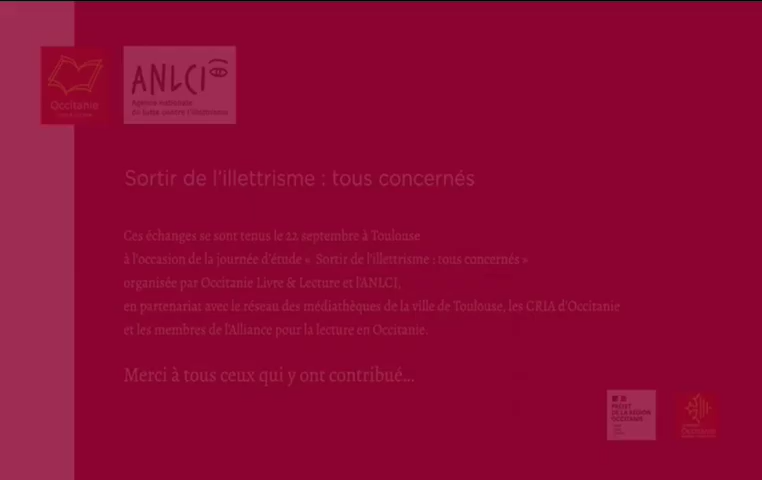 Occitanie
ANLCI
Agence nationale
de lutte contre l'illettrisme
Sortir de l'illettrisme : tous concernés
Ces échanges se sont tenus le 22 septembre à Toulouse
à l'occasion de la journée d'étude « Sortir de l'illettrisme : tous concernés »
organisée par Occitanie Livre & Lecture et l'ANLCI,
en partenariat avec le réseau des médiathèques de la ville de Toulouse, les CRIA d'Occitanie
et les membres de l'Alliance pour la lecture en Occitanie.
Merci à tous ceux qui y ont contribué...
PRÉFET
DE LA RÉGION
OCCITANIE
Occitanie